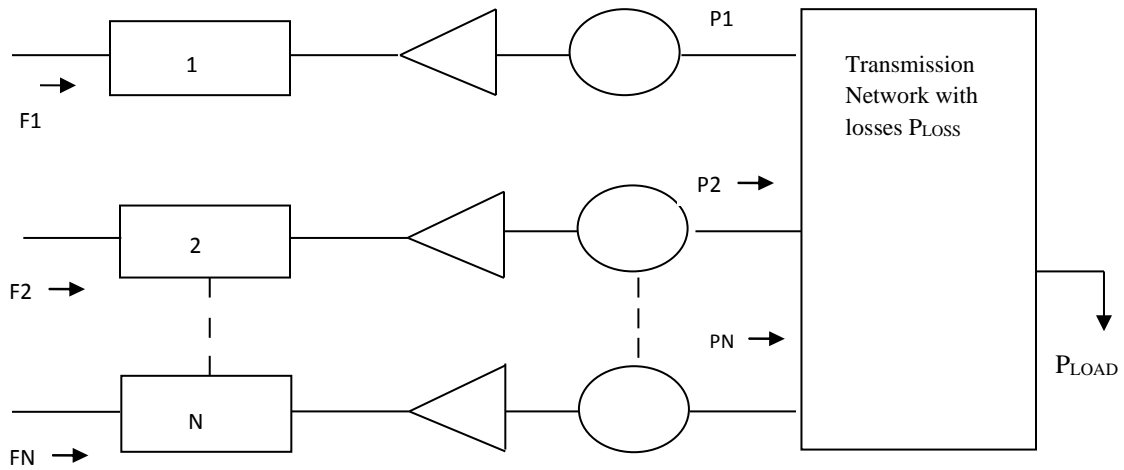 P1
1
F1
Transmission
Network with
losses PLOSS
P2
2
F2
PN
PLOAD
N
FN